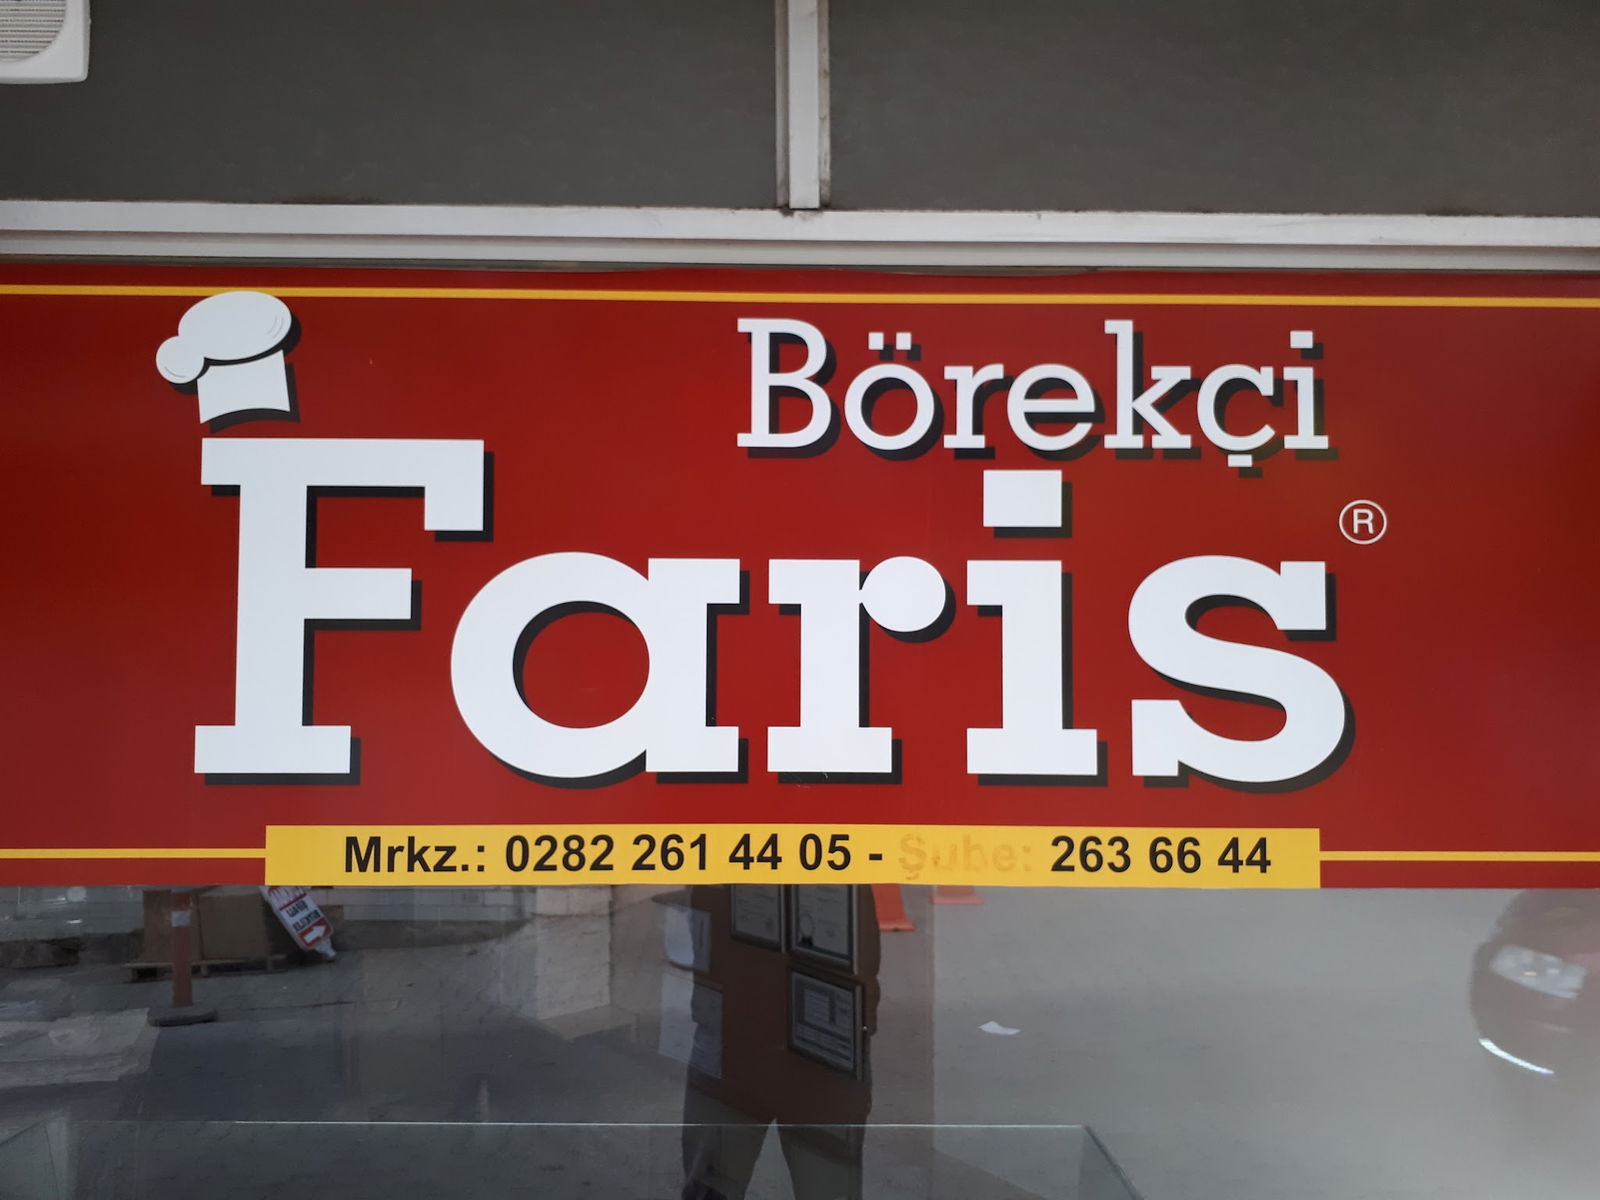 Börekçi
Faris ®
Mrkz.: 0282 261 44 05 - Şube: 263 66 44